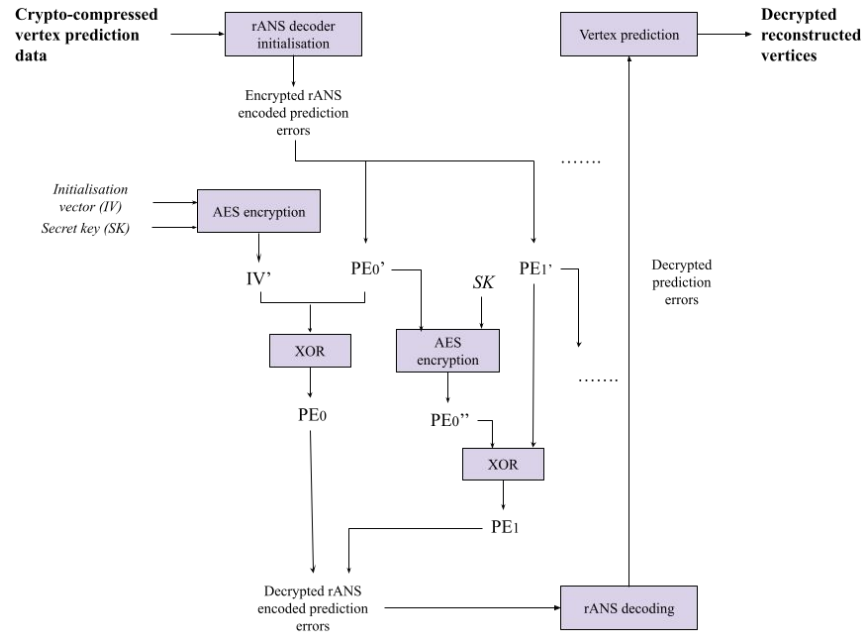 Crypto-compressed
vertex prediction
data
rANS decoder
initialisation
Vertex prediction
Decrypted
reconstructed
vertices
Encrypted rANS
encoded prediction
errors
.......
Initialisation
vector (IV)
Secret key (SK)
AES encryption
IV’
PE0’
SK
PE1’
Decrypted
prediction
errors
XOR
AES
encryption
.......
PE0
PE0’’
XOR
PE1
Decrypted rANS
encoded prediction
errors
rANS decoding